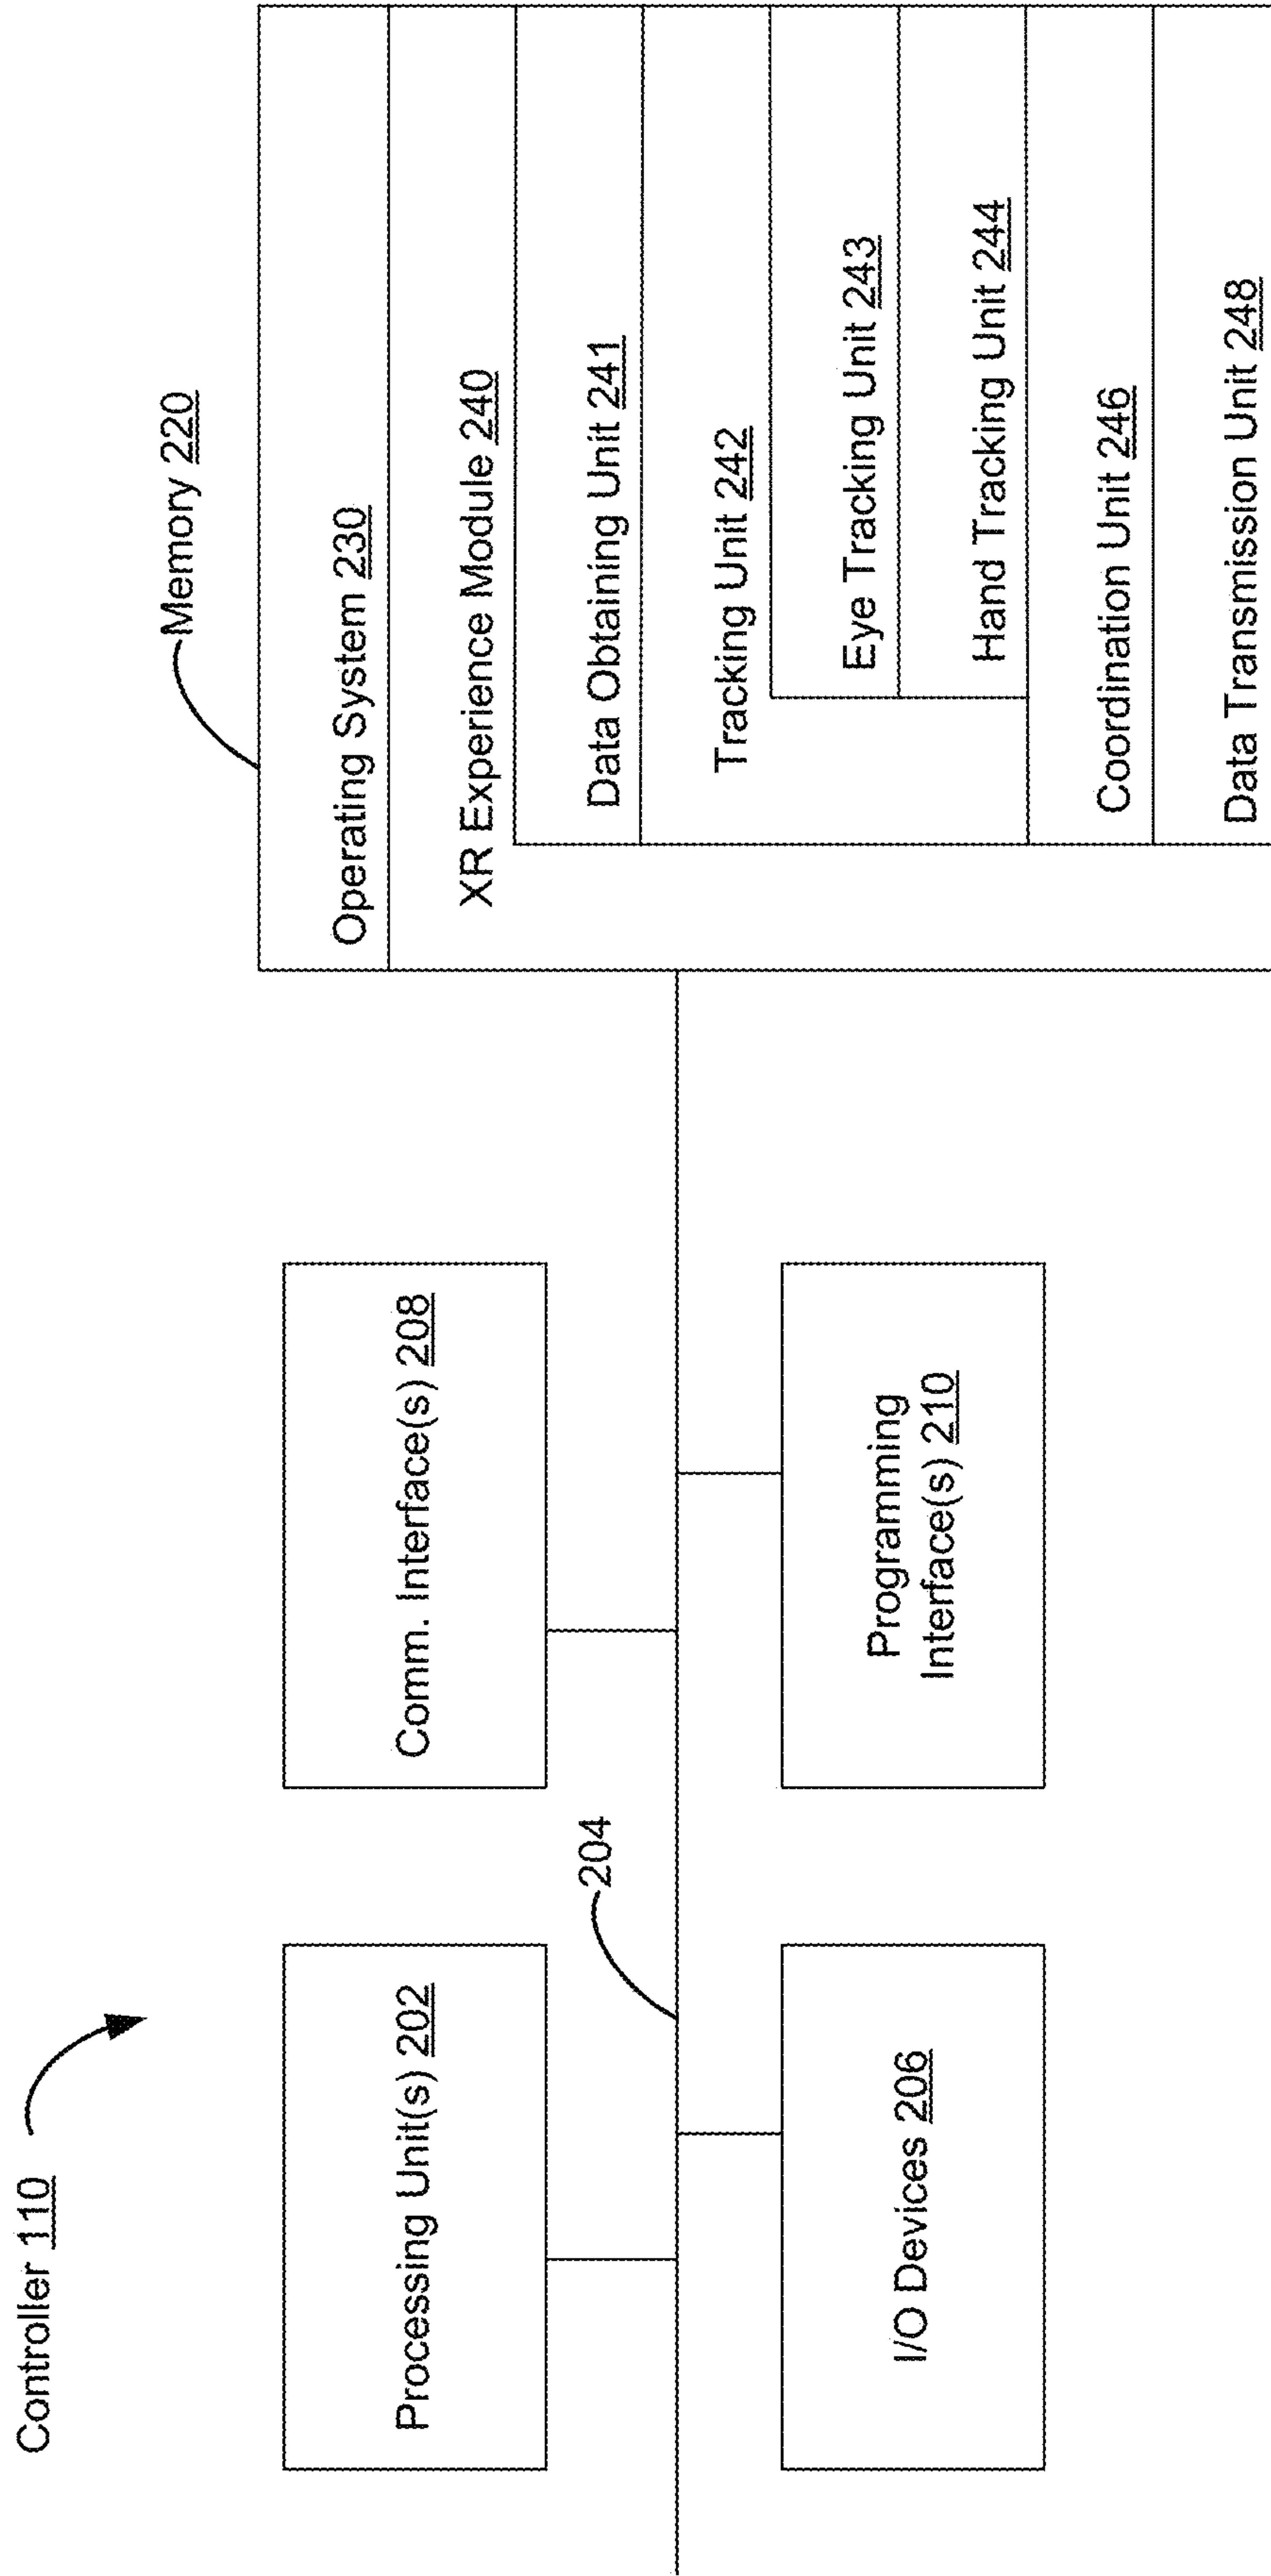 Controller 110
Processing Unit(s) 202
Comm. Interface(s) 208
204
I/O Devices 206
Programming
Interface(s) 210
Memory 220
Operating System 230
XR Experience Module 240
Data Obtaining Unit 241
Tracking Unit 242
Eye Tracking Unit 243
Hand Tracking Unit 244
Coordination Unit 246
Data Transmission Unit 248